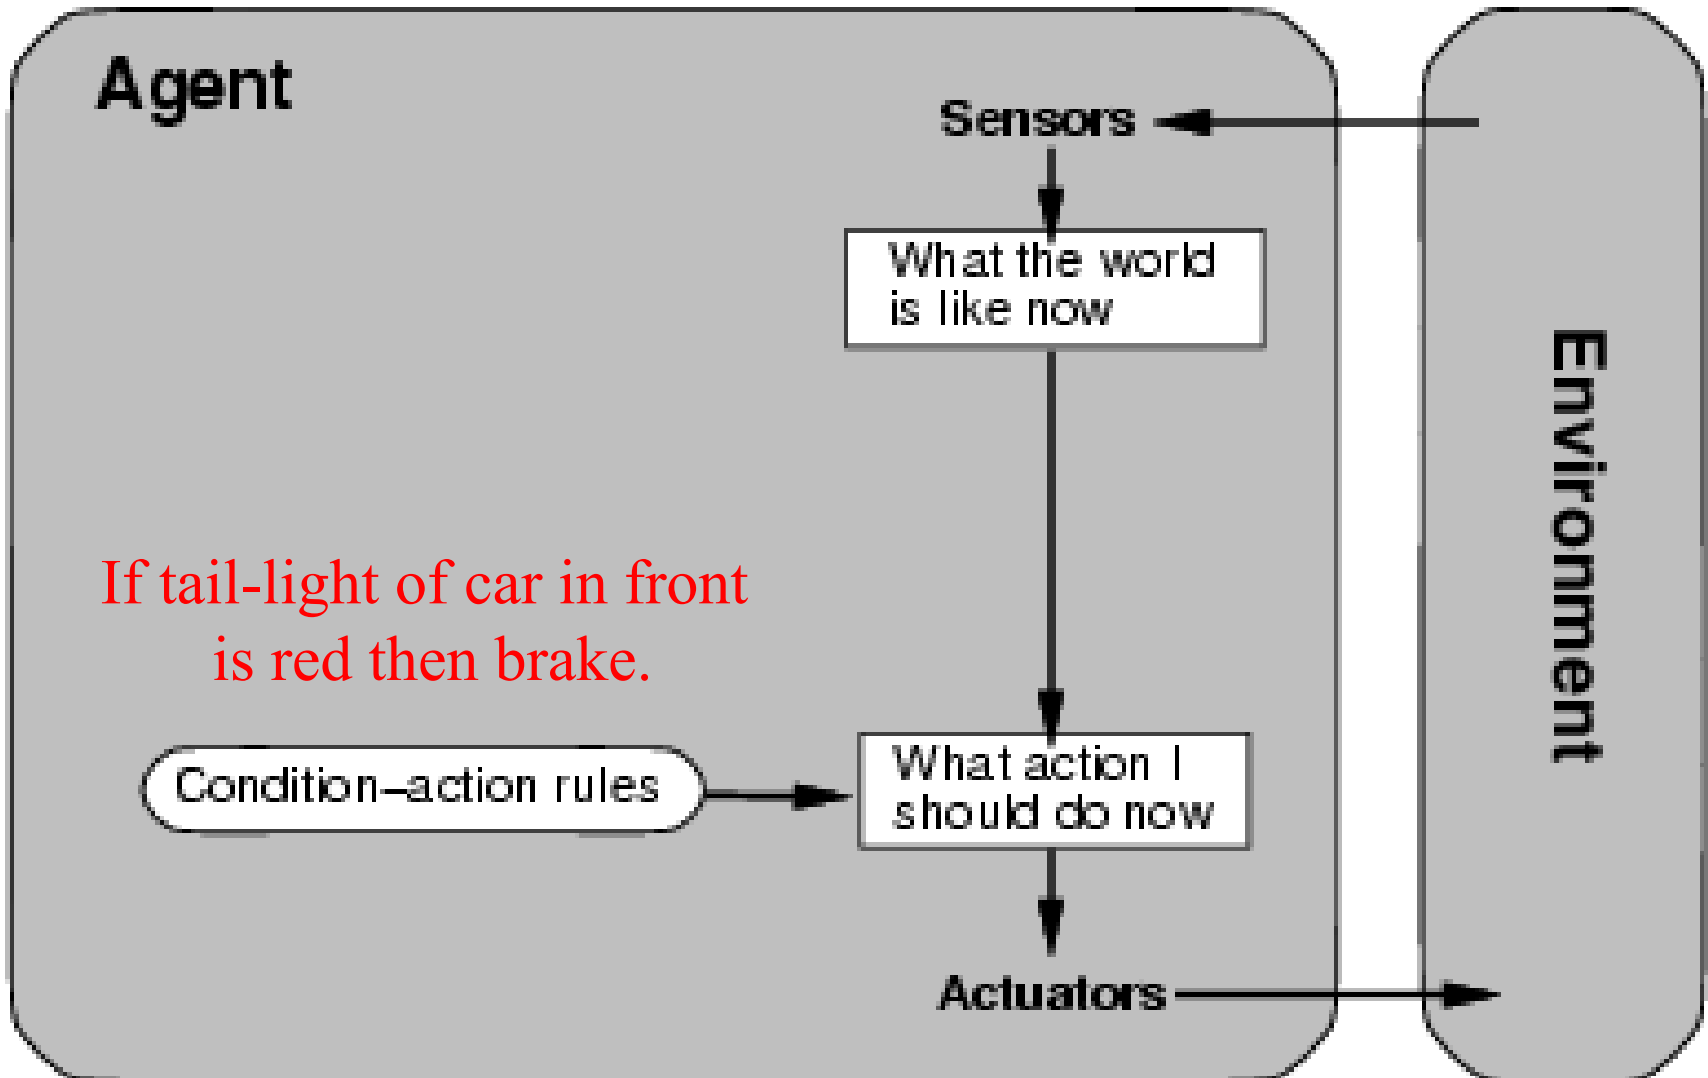 Agent
Sensors
What the world
is like now
Environment
If tail-light of car in front
is red then brake.
Condition–action rules
What action I
should do now
Actuators